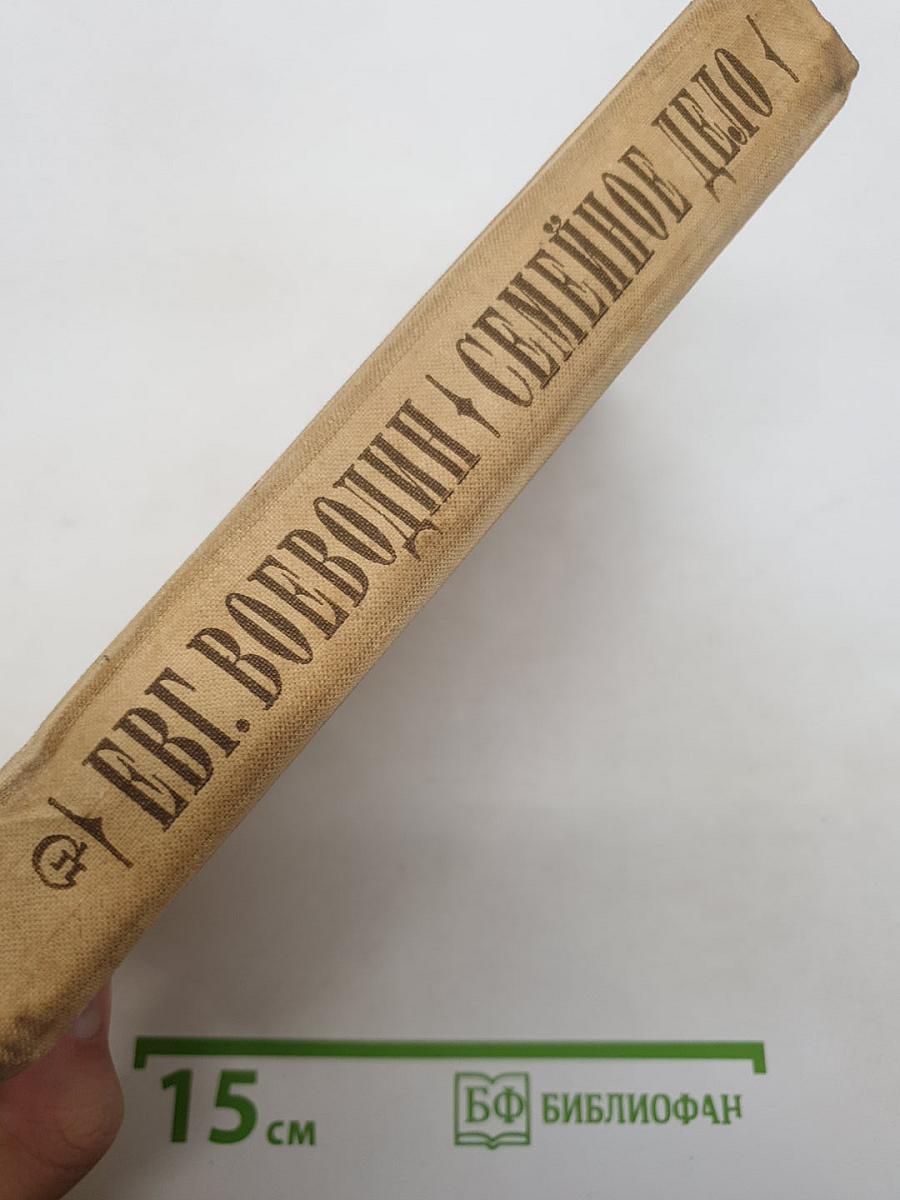 ЕВГ. ВОЕВОДИН
СЕМЕЙНОЕ ДЕЛО
15 см
БФ БИБЛИОФАН